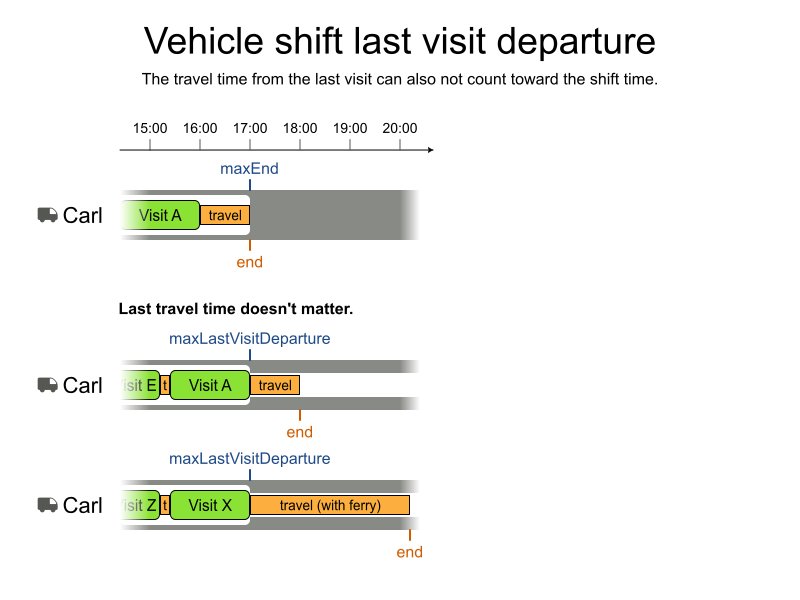 Vehicle shift last visit departure
The travel time from the last visit can also not count toward the shift time.
15:00 16:00 17:00 18:00 19:00 20:00
maxEnd
Carl Visit A travel
end
Last travel time doesn't matter.
maxLastVisitDeparture
Carl isit E t Visit A travel
end
maxLastVisitDeparture
Carl isit Z t Visit X travel (with ferry)
end